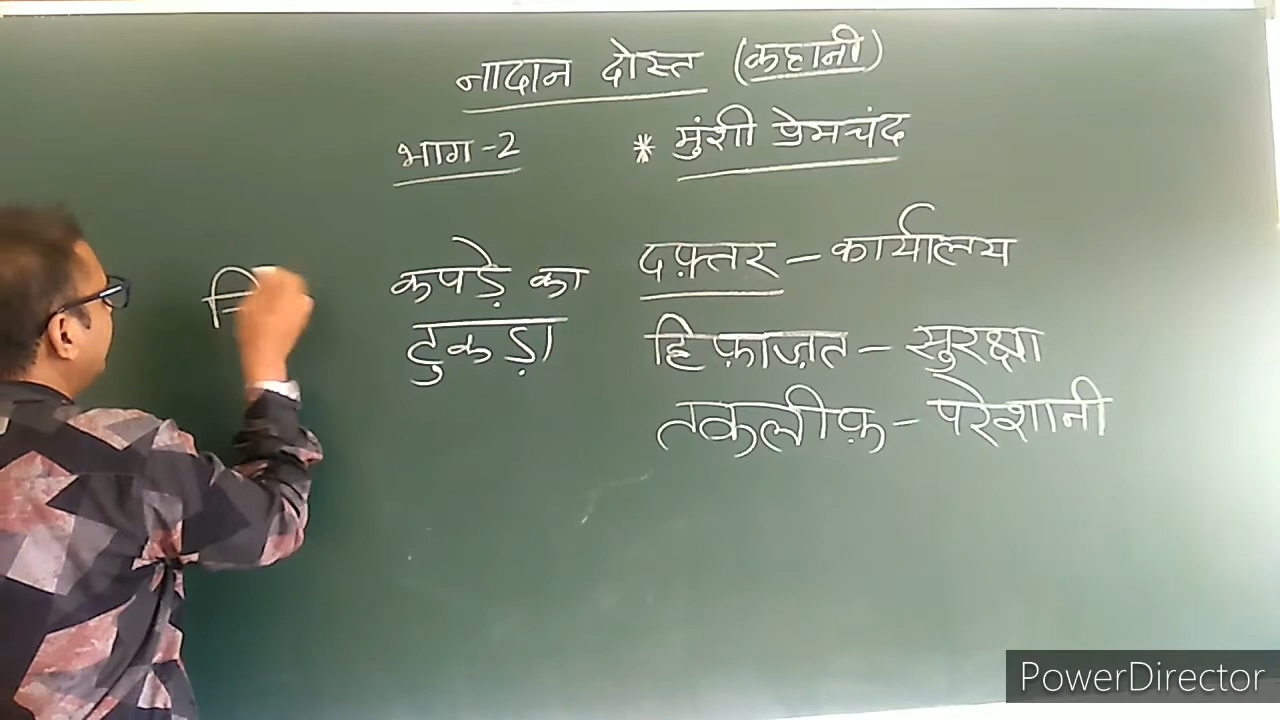 नादान दोस्त (कहानी)
भाग-2 * मुंशी प्रेमचंद
कपड़े का
टुकड़ा
दफ़्तर – कार्यालय
हिफ़ाज़त – सुरक्षा
तकलीफ़ – परेशानी
PowerDirector